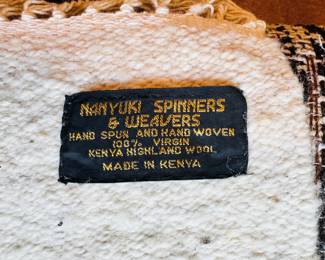 NANYUKI SPINNERS
& WEAVERS
HAND SPUN AND HAND WOVEN
100% VIRGIN
KENYA HIGHLAND WOOL
MADE IN KENYA